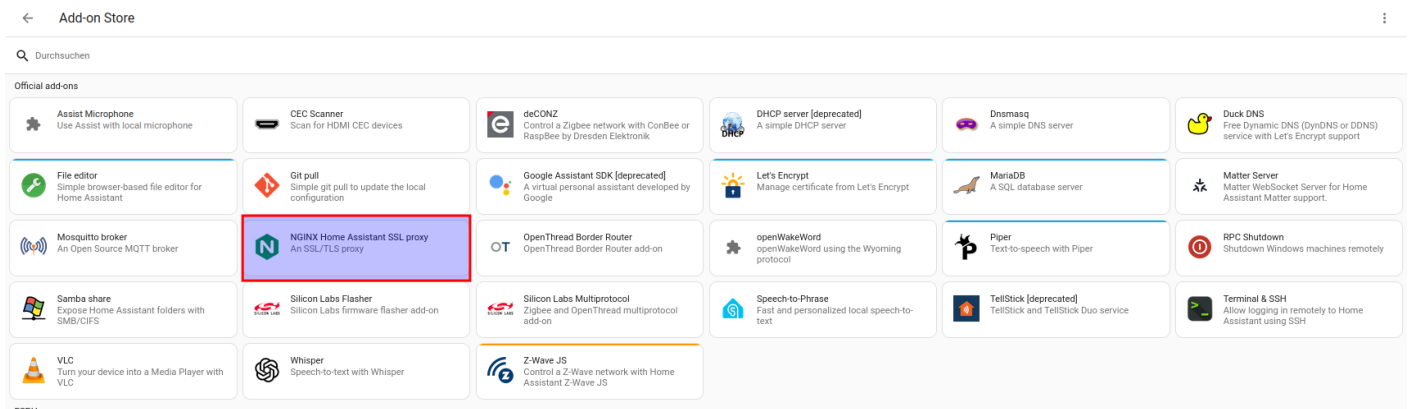 Add-on Store
Durchsuchen
Official add-ons
Assist Microphone
Use Assist with local microphone
CEC Scanner
Scan for HDMI CEC devices
deCONZ
Control a Zigbee network with ConBee or
RaspBee by Dresden Elektronik
DHCP
DHCP server [deprecated]
A simple DHCP server
Dnsmasq
A simple DNS server
Duck DNS
Free Dynamic DNS (DynDNS or DDNS)
service with Let's Encrypt support
File editor
Simple browser-based file editor for
Home Assistant
Git pull
Simple git pull to update the local
configuration
Google Assistant SDK [deprecated]
A virtual personal assistant developed by
Google
Let's Encrypt
Manage certificate from Let's Encrypt
MariaDB
A SQL database server
Matter Server
Matter WebSocket Server for Home
Assistant Matter support.
Mosquitto broker
An Open Source MQTT broker
N
NGINX Home Assistant SSL proxy
An SSL/TLS proxy
OT
OpenThread Border Router
OpenThread Border Router add-on
openWakeWord
openWakeWord using the Wyoming
protocol
Piper
Text-to-speech with Piper
RPC Shutdown
Shutdown Windows machines remotely
Samba share
Expose Home Assistant folders with
SMB/CIFS
SILICON LABS
Silicon Labs Flasher
Silicon Labs firmware flasher add-on
SILICON LABS
Silicon Labs Multiprotocol
Zigbee and OpenThread multiprotocol
add-on
Speech-to-Phrase
Fast and personalized local speech-to-
text
TellStick [deprecated]
TellStick and TellStick Duo service
Terminal & SSH
Allow logging in remotely to Home
Assistant using SSH
VLC
Turn your device into a Media Player with
VLC
Whisper
Speech-to-text with Whisper
Z
Z-Wave JS
Control a Z-Wave network with Home
Assistant Z-Wave JS